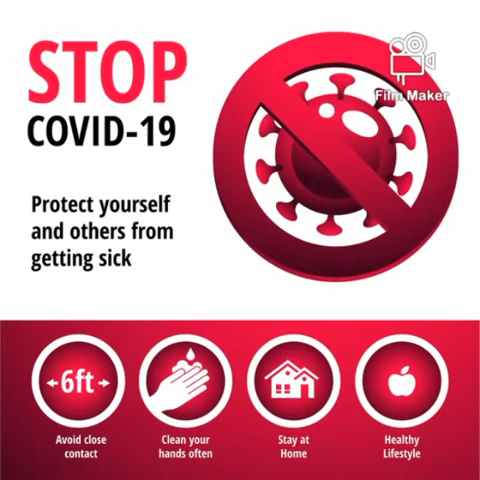 STOP
COVID-19
Film Maker
Protect yourself
and others from
getting sick
6ft
Avoid close
contact
Clean your
hands often
Stay at
Home
Healthy
Lifestyle